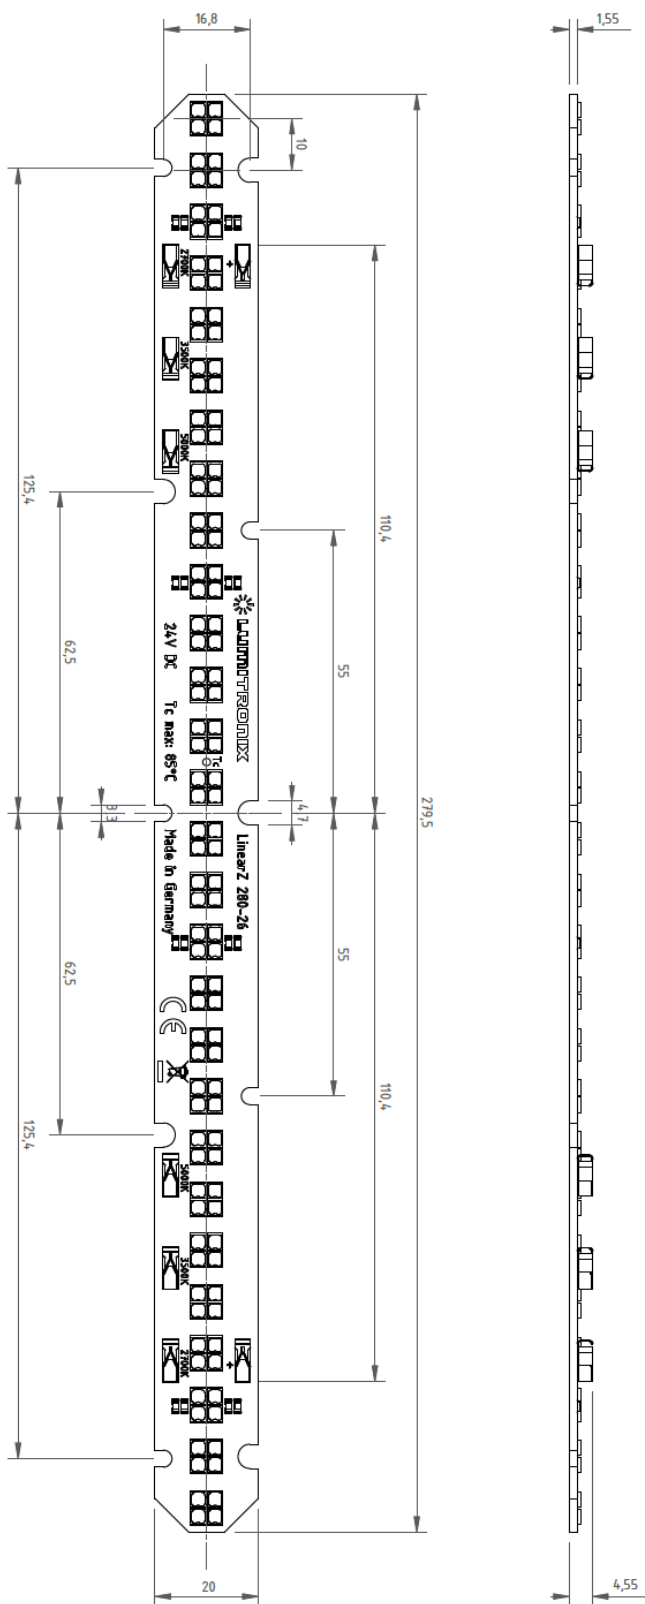 16,8
1,55
10
2700K
+
3500K
5000K
125,4
110,4
62,5
55
LUMITRONIX
24V DC
Tc max: 85°C
Tc
279,5
3,3
4,7
Made in Germany
LinearZ 280-26
62,5
55
CE
125,4
110,4
5000K
3500K
2700K
+
20
4,55